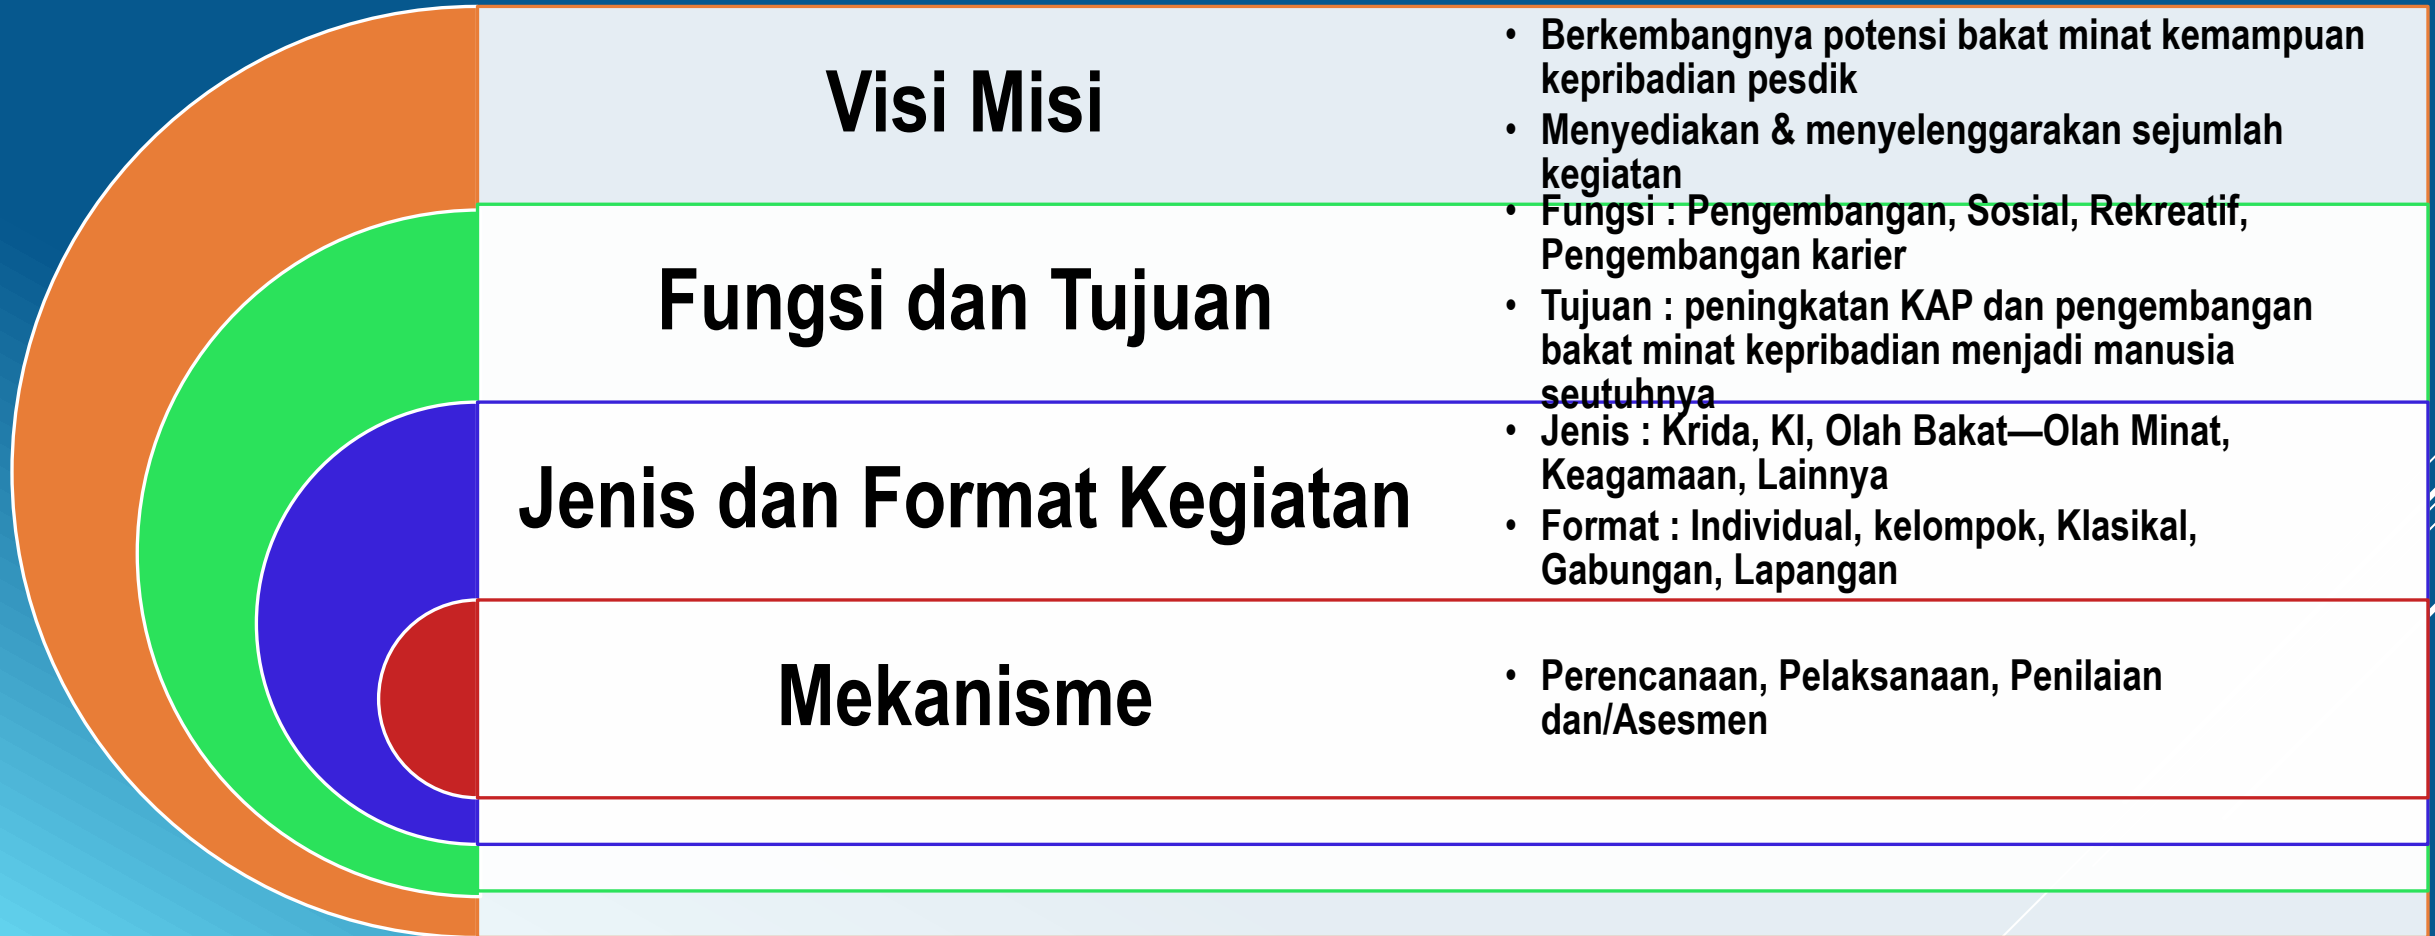 Visi Misi
• Berkembangnya potensi bakat minat kemampuan
kepribadian pesdik
• Menyediakan & menyelenggarakan sejumlah
kegiatan
Fungsi dan Tujuan
• Fungsi : Pengembangan, Sosial, Rekreatif,
Pengembangan karier
• Tujuan : peningkatan KAP dan pengembangan
bakat minat kepribadian menjadi manusia
seutuhnya
Jenis dan Format Kegiatan
• Jenis : Krida, KI, Olah Bakat—Olah Minat,
Keagamaan, Lainnya
• Format : Individual, kelompok, Klasikal,
Gabungan, Lapangan
Mekanisme
• Perencanaan, Pelaksanaan, Penilaian
dan/Asesmen